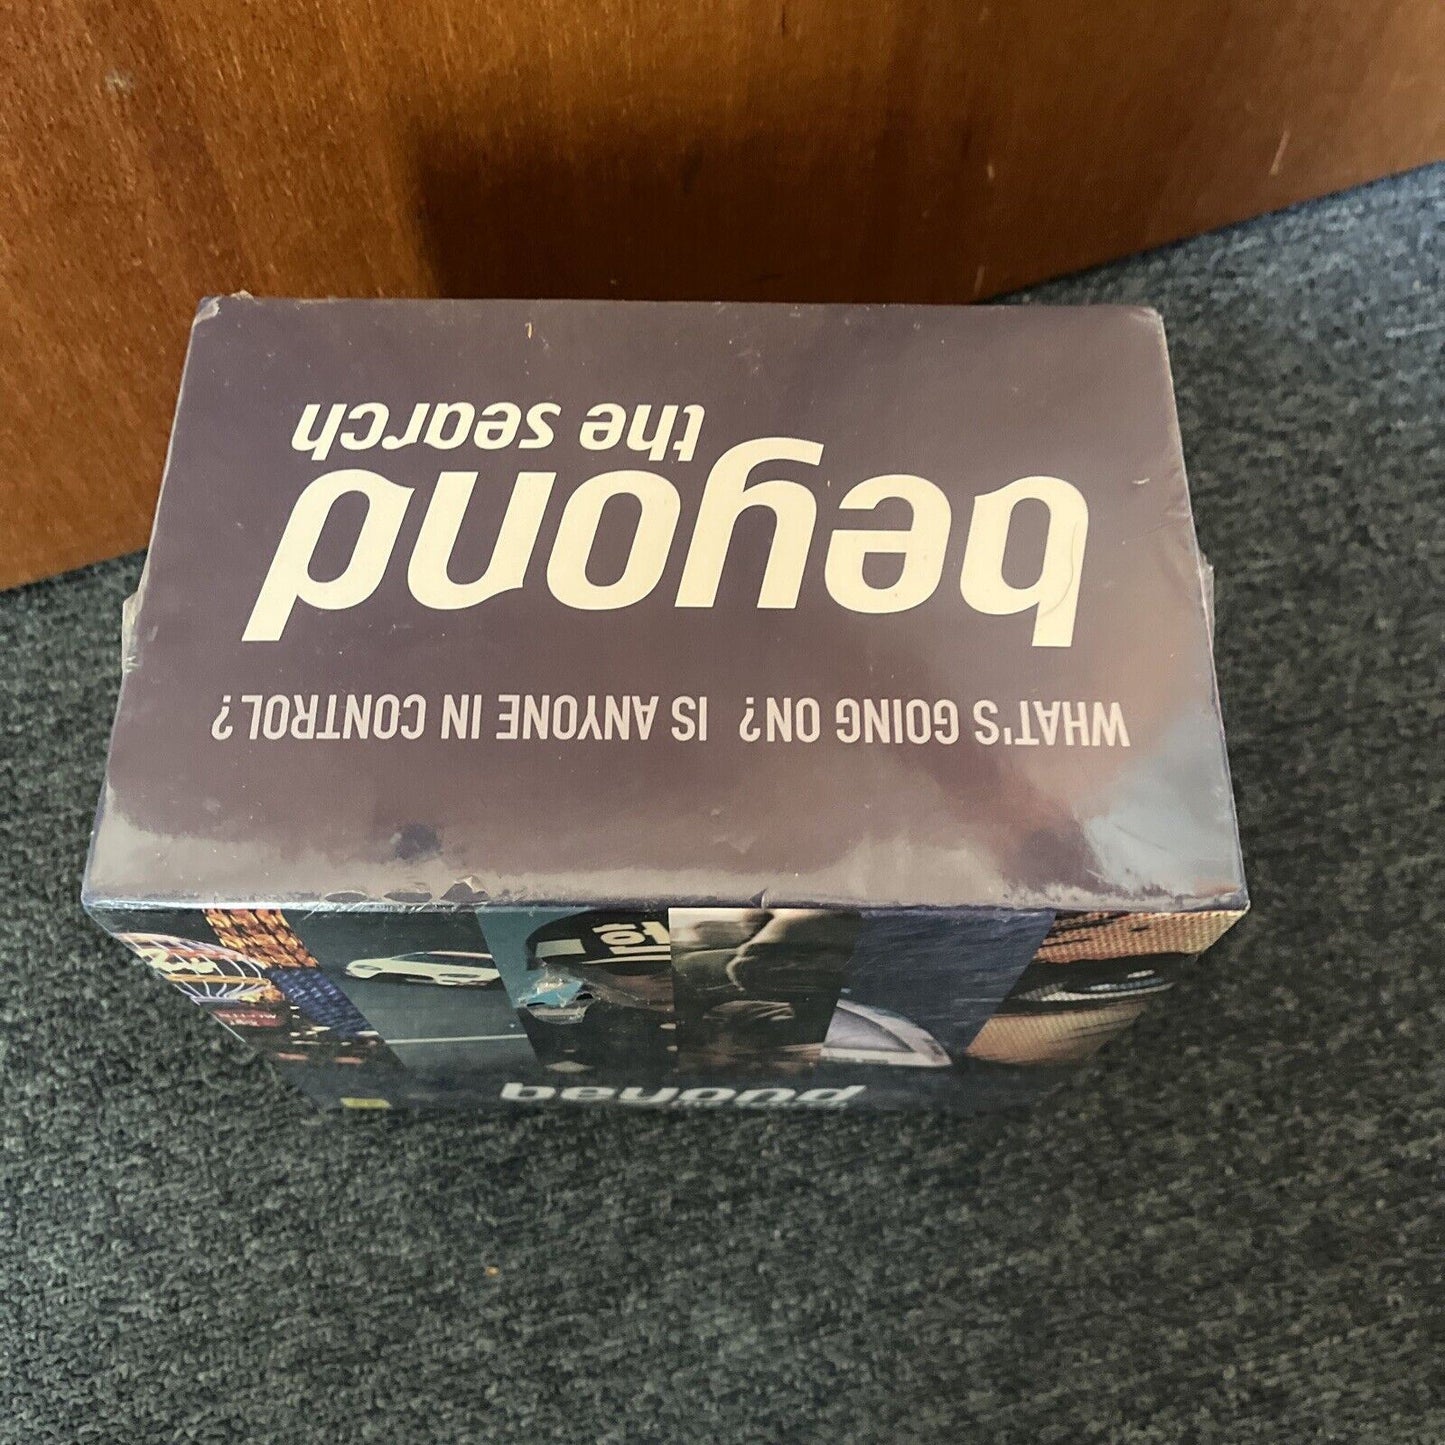 WHAT'S GOING ON? IS ANYONE IN CONTROL?
beyond
the search
beyond